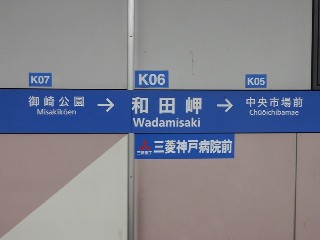 K07
K06
K05
御崎公園 → 和田岬 → 中央市場前
Misakikōen
Wadamisaki
Chūōichibamae
三菱神戸病院前